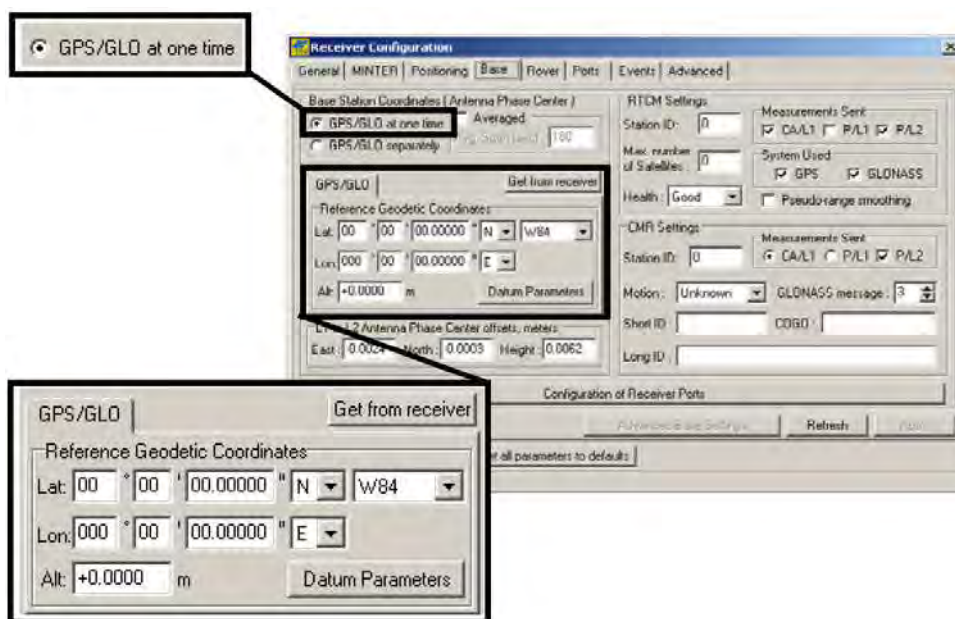 GPS/GLO at one time
Receiver Configuration
General MINTER Positioning Base Rover Ports Events Advanced
Base Station Coordinates (Antenna Phase Center)
GPS/GLO at one time
GPS/GLO separately
Averaged
180
GPS/GLO
Get from receiver
Reference Geodetic Coordinates
Lat: 00 ° 00 ' 00.00000 " N W84
Lon: 000 ° 00 ' 00.00000 " E
Alt: +0.0000 m Datum Parameters
L2 Antenna Phase Center offsets, meters
East: 0.0024 North: 0.0003 Height: 0.0062
RTCM Settings
Station ID: 0
Max. number
of Satellites: 0
Health: Good
Measurements Sent
CA/L1 P/L1 P/L2
System Used
GPS GLONASS
Pseudo-range smoothing
CMR Settings
Station ID: 0
Measurements Sent
CA/L1 P/L1 P/L2
Motion: Unknown GLONASS message: 3
Short ID: COGO:
Long ID:
Configuration of Receiver Ports
Refresh
all parameters to defaults
GPS/GLO
Get from receiver
Reference Geodetic Coordinates
Lat: 00 ° 00 ' 00.00000 " N W84
Lon: 000 ° 00 ' 00.00000 " E
Alt: +0.0000 m Datum Parameters